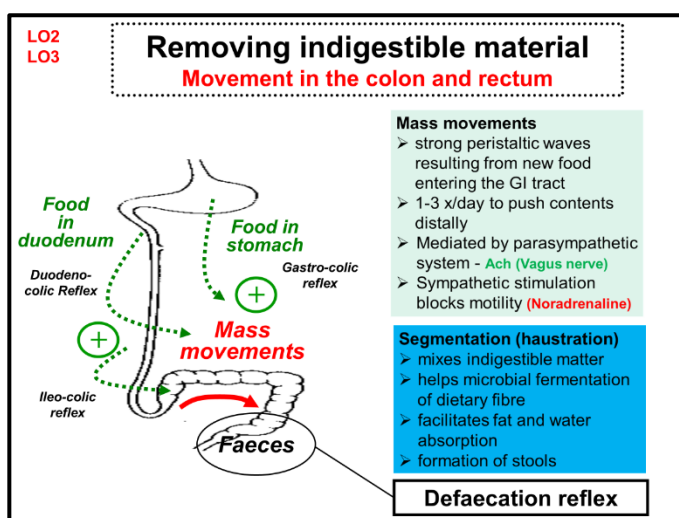 LO2
LO3
Removing indigestible material
Movement in the colon and rectum
Food
in
duodenum
Duodeno-
colic Reflex
Food in
stomach
Gastro-colic
reflex
+
+
Mass
movements
Ileo-colic
reflex
Faeces
Mass movements
➢ strong peristaltic waves
resulting from new food
entering the GI tract
➢ 1-3 x/day to push contents
distally
➢ Mediated by parasympathetic
system - Ach (Vagus nerve)
➢ Sympathetic stimulation
blocks motility (Noradrenaline)
Segmentation (haustration)
➢ mixes indigestible matter
➢ helps microbial fermentation
of dietary fibre
➢ facilitates fat and water
absorption
➢ formation of stools
Defaecation reflex